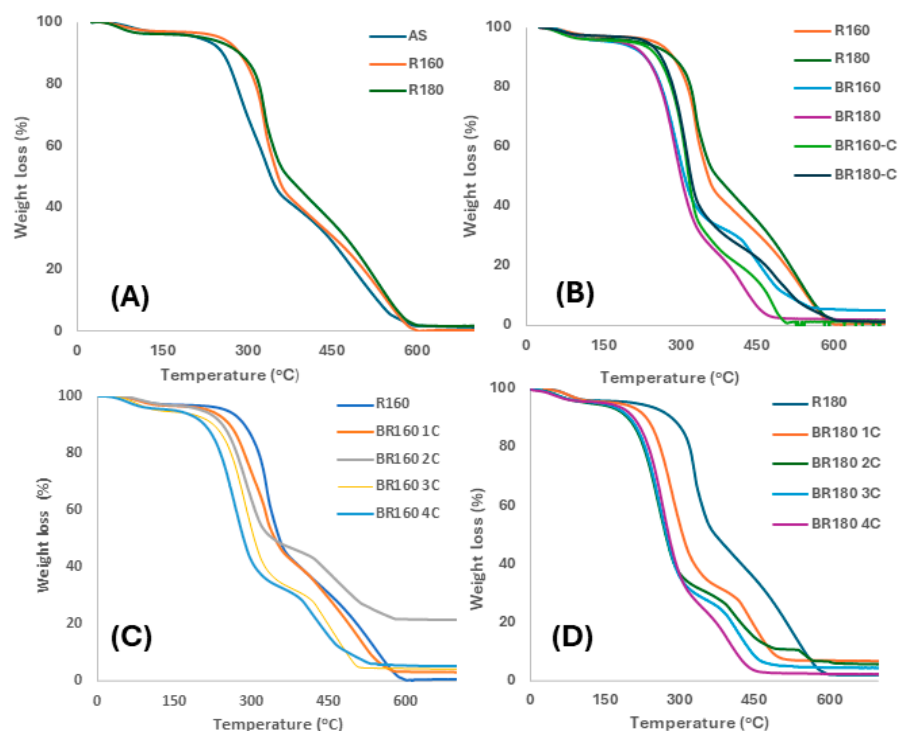 100
80
60
40
20
0
Weight loss (%)
0 150 300 450 600
Temperature (°C)
AS
R160
R180
(A)
100
80
60
40
20
0
Weight loss (%)
0 150 300 450 600
Temperature (°C)
R160
R180
BR160
BR180
BR160-C
BR180-C
(B)
100
80
60
40
20
0
Weight loss (%)
0 150 300 450 600
Temperature (°C)
R160
BR160 1C
BR160 2C
BR160 3C
BR160 4C
(C)
100
80
60
40
20
0
Weight loss (%)
0 150 300 450 600
Temperature (°C)
R180
BR180 1C
BR180 2C
BR180 3C
BR180 4C
(D)